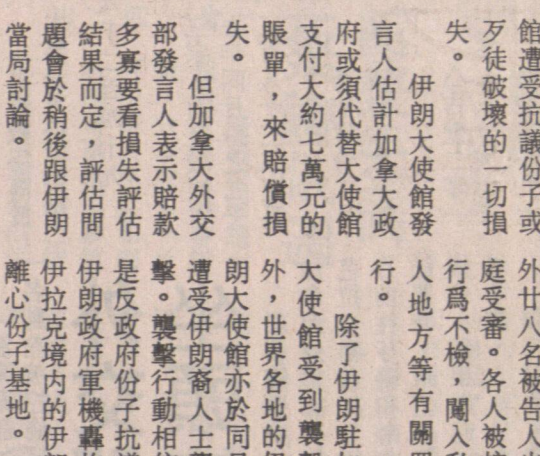 館遭受抗議份子或
歹徒破壞的一切損
失。
伊朗大使館發
言人估計加拿大政
府或須代替大使館
支付大約七萬元的
賬單，來賠償損
失。
但加拿大外交
部發言人表示賠款
多寡要看損失評估
結果而定，評估問
題會於稍後跟伊朗
當局討論。
外廿八名被告人
庭受審。各人被
行爲不檢，闖入私
人地方等有關
行。
除了伊朗駐
大使館受到襲
外，世界各地的伊
朗大使館亦於同
遭受伊朗裔人士襲
擊。襲擊行動相
是反政府份子抗議
伊朗政府軍機轟
伊拉克境内的伊
離心份子基地。